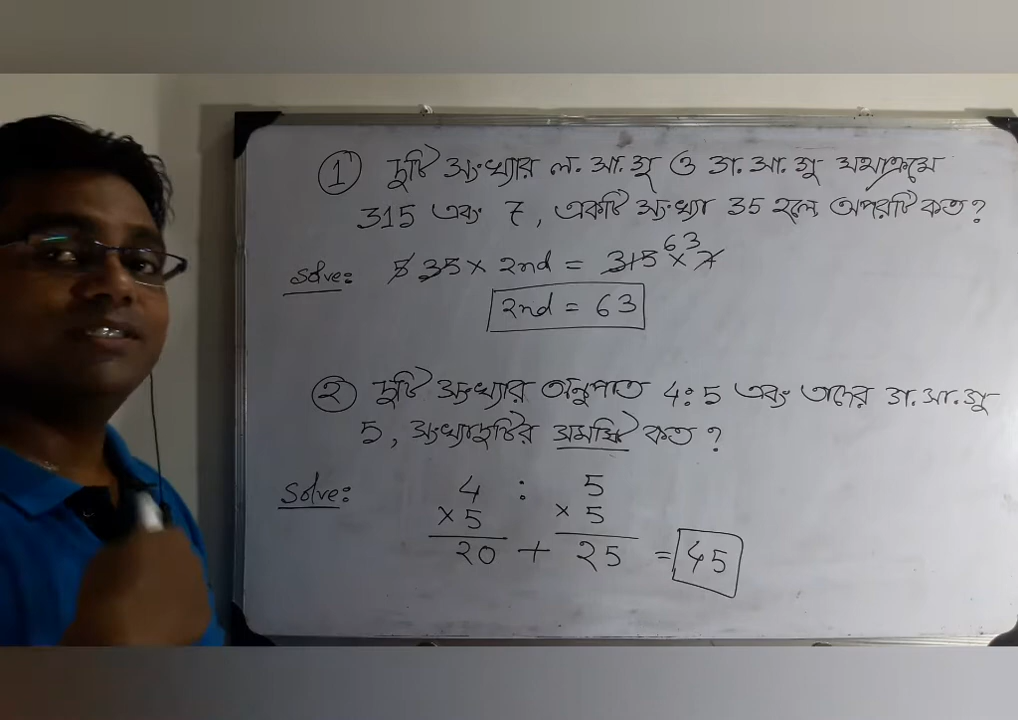 ① দুটি সংখ্যার ল.সা.গু ও গ.সা.গু যথাক্রমে
315 এবং 7, একটি সংখ্যা 35 হলে অপরটি কত?
Solve: 5 35 × 2nd = 315 63 × 7
2nd = 63
② দুটি সংখ্যার অনুপাত 4:5 এবং তাদের গ.সা.গু
5, সংখ্যাদুটির সমষ্টি কত?
Solve: 4 : 5
×5 ×5
20 + 25 = 45